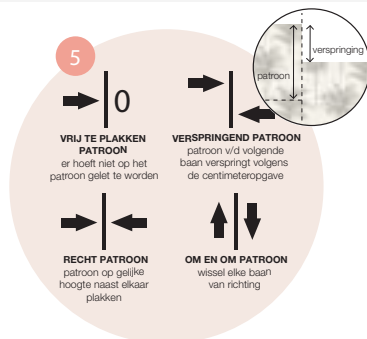 5
patroon
verspringing
0
VRIJ TE PLAKKEN
PATROON
er hoeft niet op het
patroon gelet te worden
VERSPRINGEND PATROON
patroon v/d volgende
baan verspringt volgens
de centimeteropgave
RECHT PATROON
patroon op gelijke
hoogte naast elkaar
plakken
OM EN OM PATROON
wissel elke baan
van richting